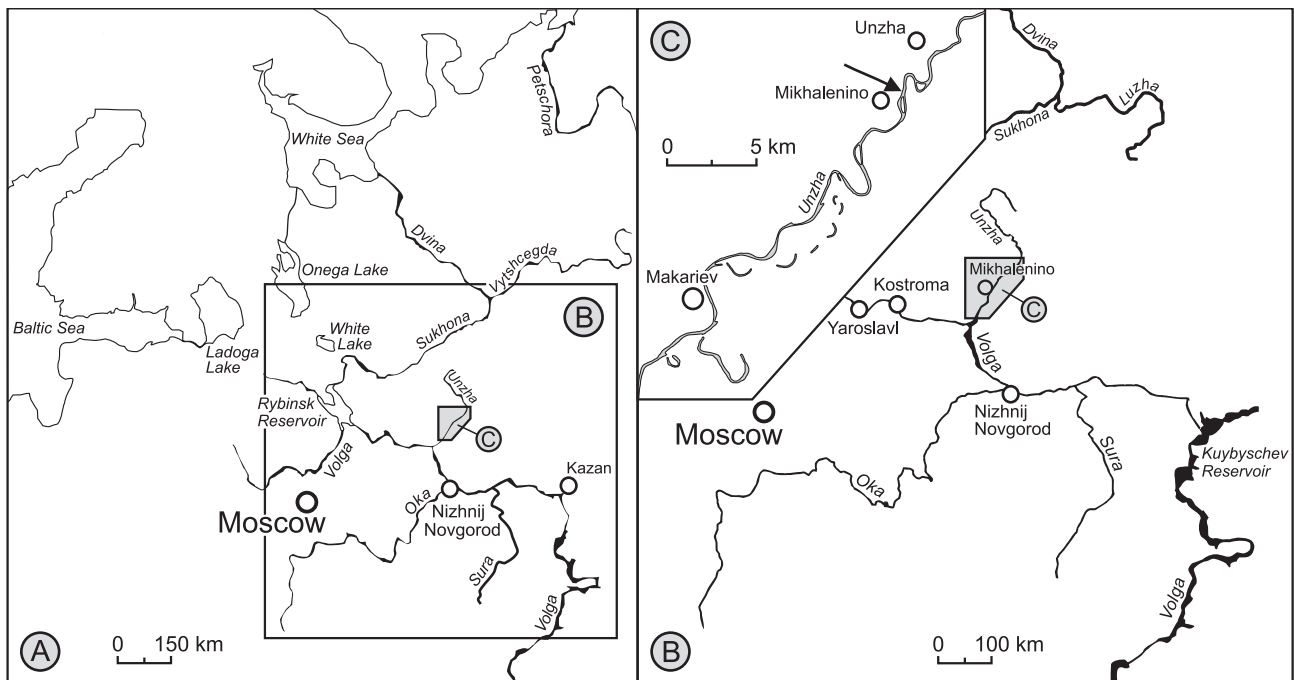 Petschora
White Sea
Dvina
Vytshcegda
Onega Lake
Baltic Sea
Ladoga
Lake
White
Lake
Sukhona
B
Unzha
Rybinsk
Reservoir
C
Volga
Kazan
Moscow
Oka
Nizhnij
Novgorod
Sura
Volga
A
0 150 km
C
Unzha
Mikhalenino
0 5 km
Unzha
Makariev
Dvina
Luzha
Sukhona
Unzha
Mikhalenino
Kostroma
C
Yaroslavl
Volga
Moscow
Nizhnij
Novgorod
Kuybyschev
Reservoir
Sura
Oka
Volga
B
0 100 km